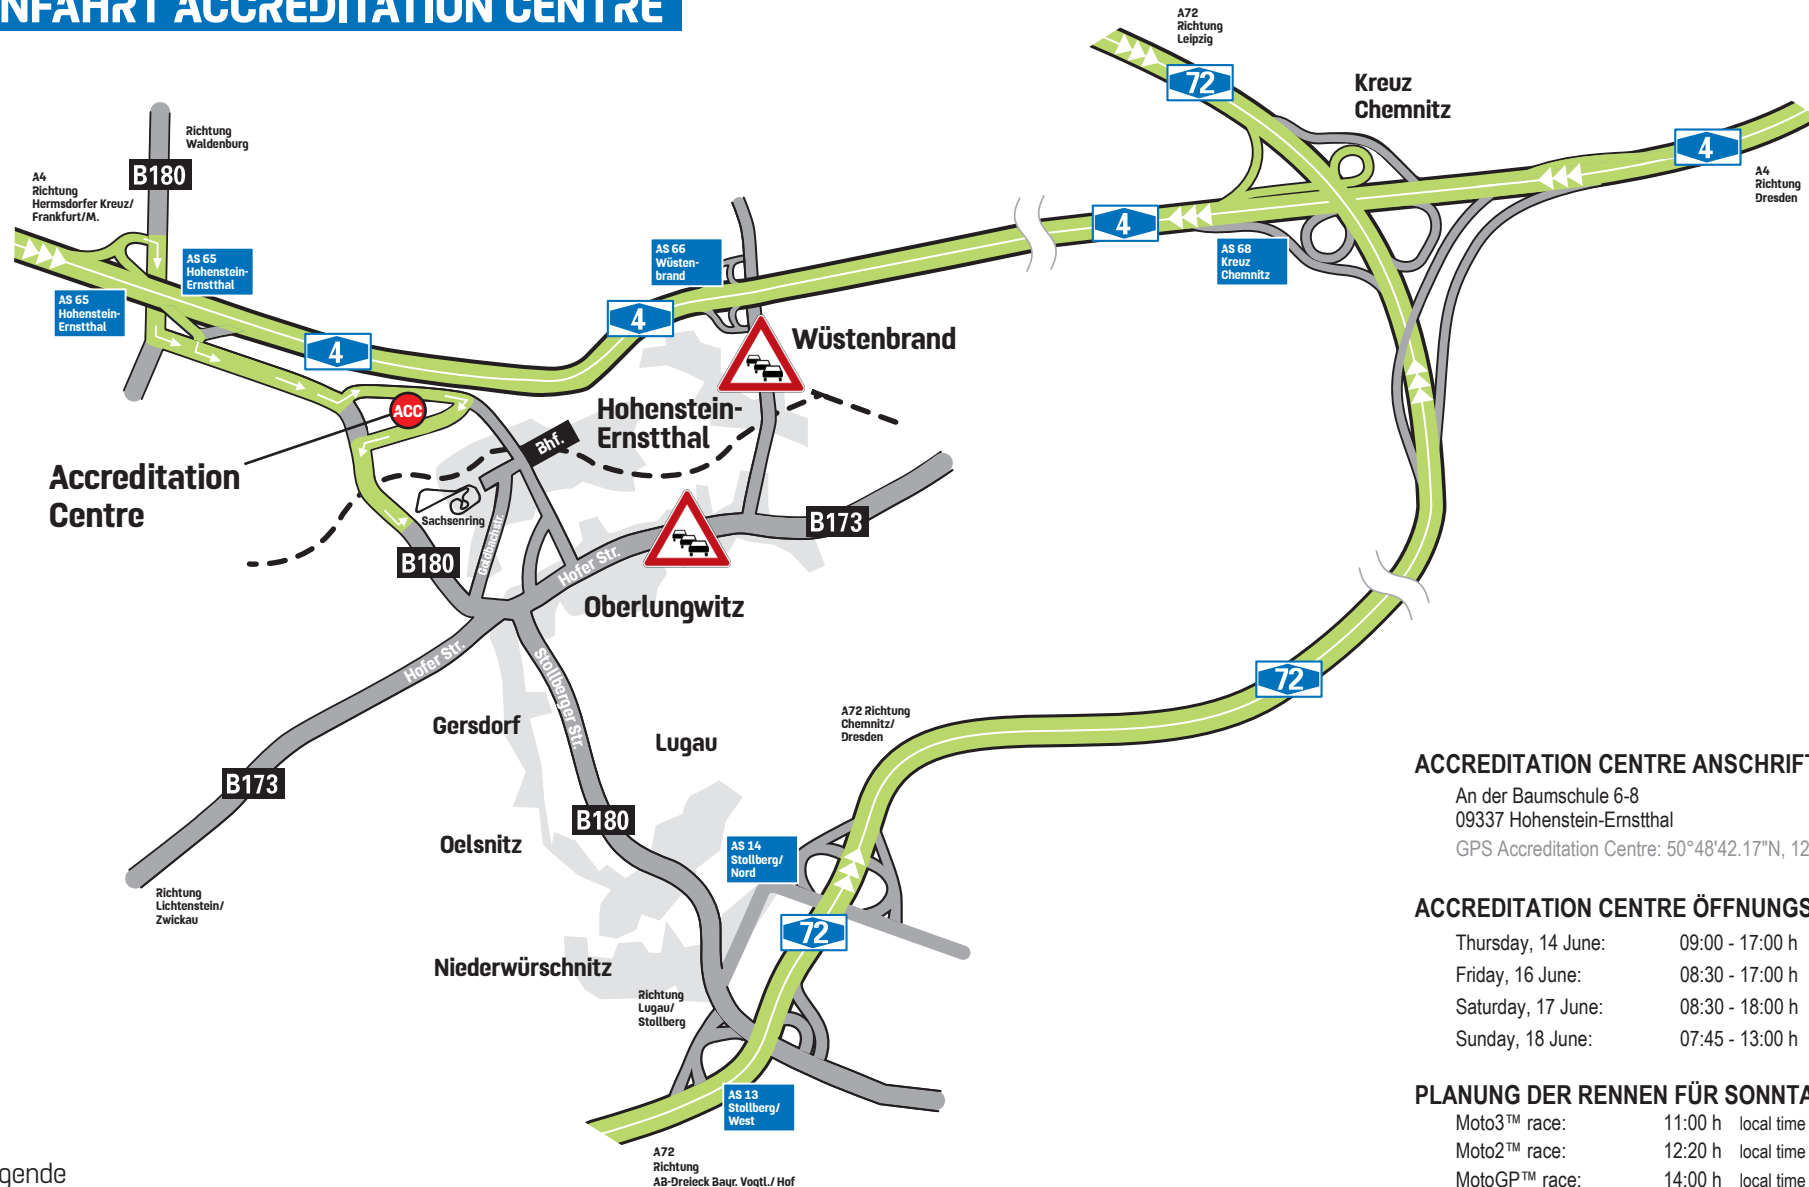 NFAHRT ACCREDITATION CENTRE
A72
Richtung
Leipzig
72
Kreuz
Chemnitz
4
A4
Richtung
Dresden
Richtung
Waldenburg
B180
A4
Richtung
Hermsdorfer Kreuz/
Frankfurt/M.
AS 65
Hohenstein-
Ernstthal
AS 65
Hohenstein-
Ernstthal
AS 66
Wüsten-
brand
4
AS 68
Kreuz
Chemnitz
4
4
Wüstenbrand
ACC
Hohenstein-
Ernstthal
Bhf.
Accreditation
Centre
Sachsenring
Goldbachstr.
B173
B180
Hofer Str.
Oberlungwitz
Hofer Str.
Stollberger Str.
72
Gersdorf
Lugau
A72 Richtung
Chemnitz/
Dresden
B173
B180
Oelsnitz
AS 14
Stollberg/
Nord
Richtung
Lichtenstein/
Zwickau
72
Niederwürschnitz
Richtung
Lugau/
Stollberg
AS 13
Stollberg/
West
A72
Richtung
AB-Dreieck Bayr. Vogtl./ Hof
gende
ACCREDITATION CENTRE ANSCHRIFT
An der Baumschule 6-8
09337 Hohenstein-Ernstthal
GPS Accreditation Centre: 50°48'42.17"N, 12
ACCREDITATION CENTRE ÖFFNUNGS
Thursday, 14 June: 09:00 - 17:00 h
Friday, 16 June: 08:30 - 17:00 h
Saturday, 17 June: 08:30 - 18:00 h
Sunday, 18 June: 07:45 - 13:00 h
PLANUNG DER RENNEN FÜR SONNTA
Moto3™ race: 11:00 h local time
Moto2™ race: 12:20 h local time
MotoGP™ race: 14:00 h local time